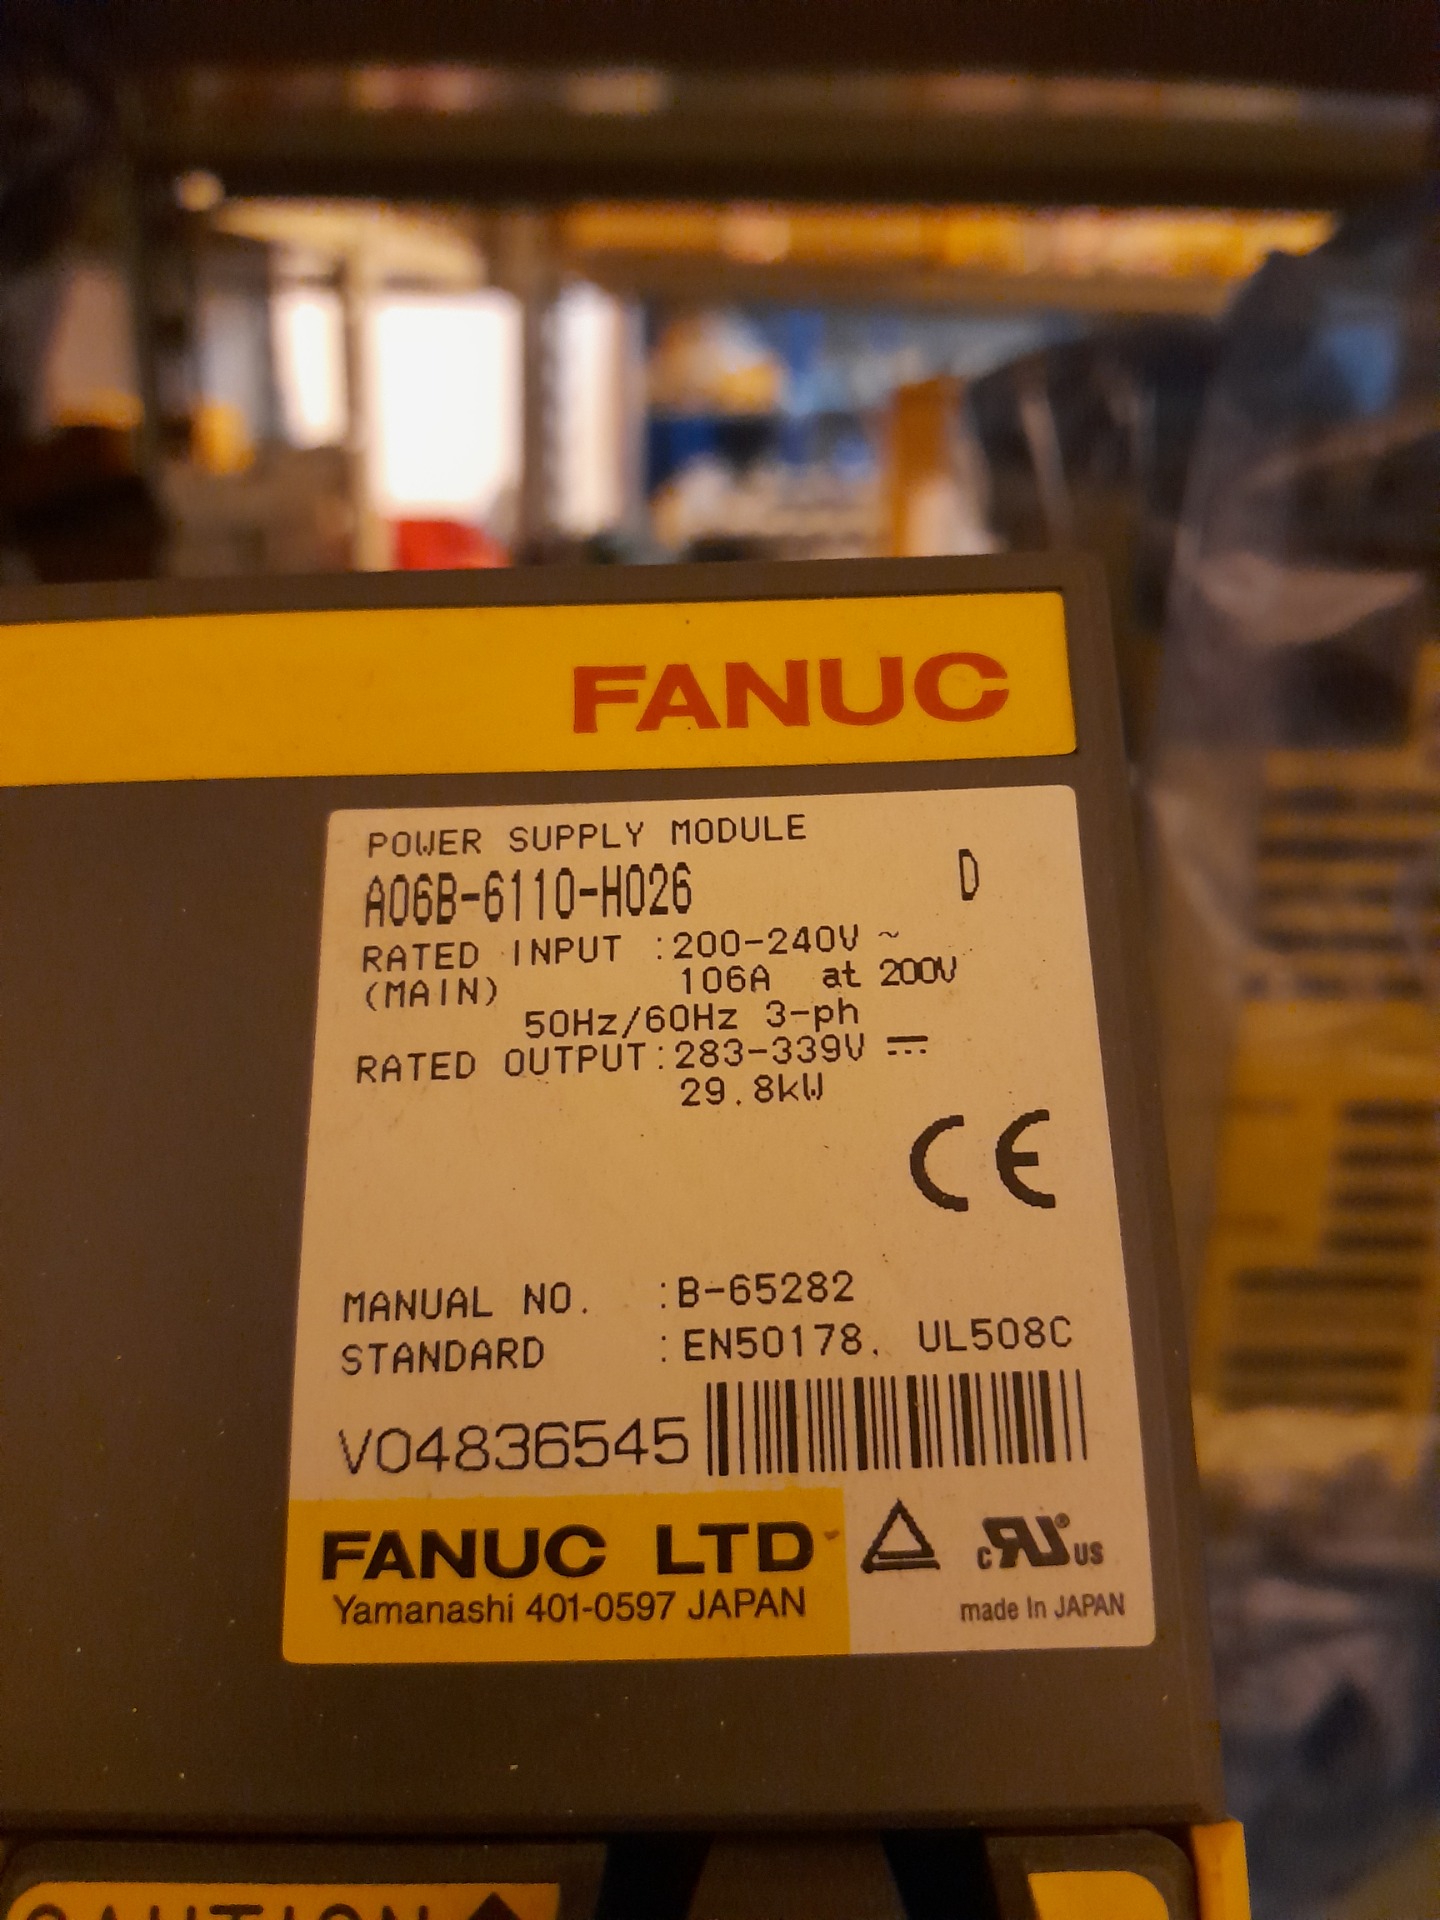 FANUC
POWER SUPPLY MODULE
A06B-6110-H026 D
RATED INPUT :200-240V ~
(MAIN) 106A at 200V
50Hz/60Hz 3-ph
RATED OUTPUT:283-339V ⎓
29.8kW
CE
MANUAL NO. :B-65282
STANDARD :EN50178. UL508C
V04836545
FANUC LTD
Yamanashi 401-0597 JAPAN
c RU® US
made In JAPAN
CAUTION